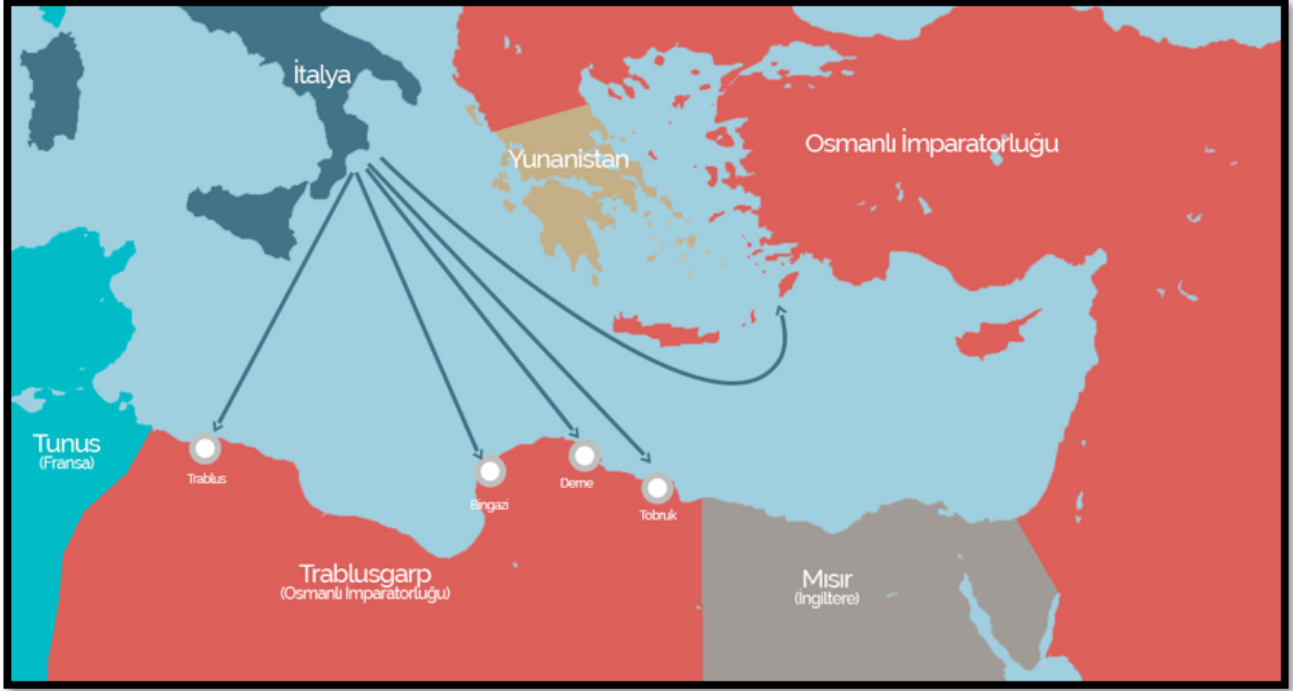 İtalya
Osmanlı İmparatorluğu
Yunanistan
Tunus
(Fransa)
Trablus
Bingazi
Derne
Tobruk
Trablusgarp
(Osmanlı İmparatorluğu)
Mısır
(İngiltere)